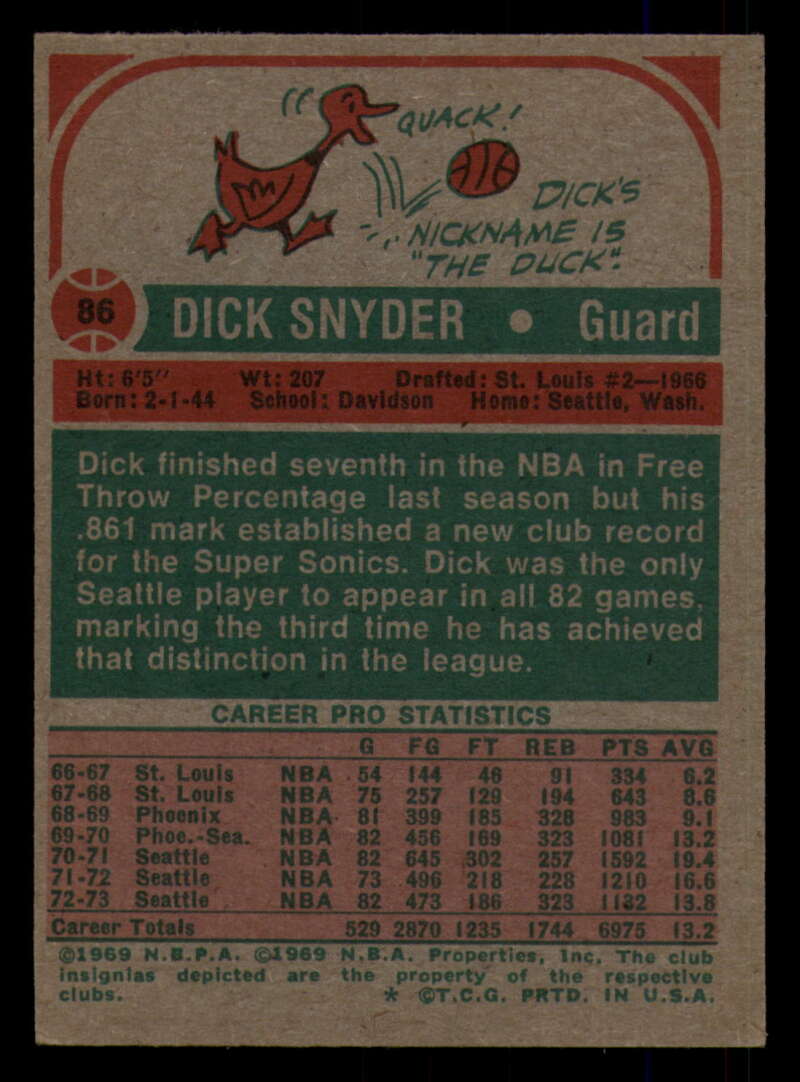 QUACK!
DICK'S
NICKNAME IS
"THE DUCK".
86 DICK SNYDER • Guard
Ht: 6'5" Wt: 207 Drafted: St. Louis #2—1966
Born: 2-1-44 School: Davidson Home: Seattle, Wash.
Dick finished seventh in the NBA in Free
Throw Percentage last season but his
.861 mark established a new club record
for the Super Sonics. Dick was the only
Seattle player to appear in all 82 games,
marking the third time he has achieved
that distinction in the league.
CAREER PRO STATISTICS
G FG FT REB PTS AVG
66-67 St. Louis NBA 54 144 46 91 334 6.2
67-68 St. Louis NBA 75 257 129 194 643 8.6
68-69 Phoenix NBA 81 399 185 328 983 9.1
69-70 Phoe.-Sea. NBA 82 456 169 323 1081 13.2
70-71 Seattle NBA 82 645 302 257 1592 19.4
71-72 Seattle NBA 73 496 218 228 1210 16.6
72-73 Seattle NBA 82 473 186 323 1132 13.8
Career Totals 529 2870 1235 1744 6975 13.2
©1969 N.B.P.A. ©1969 N.B.A. Properties, Inc. The club
insignias depicted are the property of the respective
clubs. * ©T.C.G. PRTD. IN U.S.A.